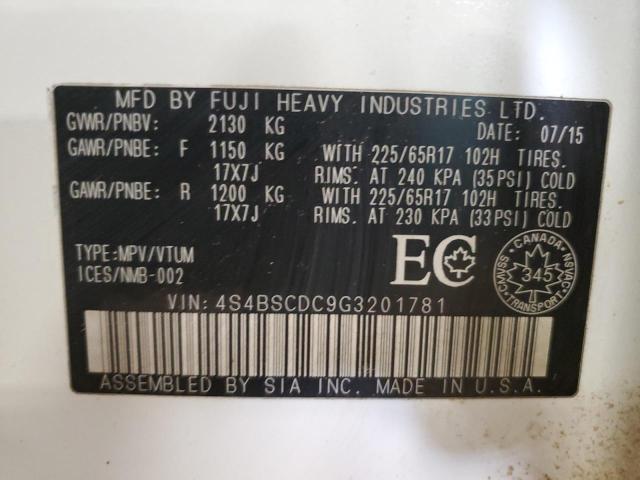 MFD BY FUJI HEAVY INDUSTRIES LTD.
GVWR/PNBV: 2130 KG DATE: 07/15
GAWR/PNBE: F 1150 KG WITH 225/65R17 102H TIRES.
17X7J RIMS. AT 240 KPA (35PSI) COLD
GAWR/PNBE: R 1200 KG WITH 225/65R17 102H TIRES.
17X7J RIMS. AT 230 KPA (33PSI) COLD
TYPE:MPV/VTUM
ICES/NMB-002
EC
CANADA
SSVAC
NSVAC
345
TRANSPORT
VIN: 4S4BSCDC9G3201781
ASSEMBLED BY SIA INC. MADE IN U.S.A.